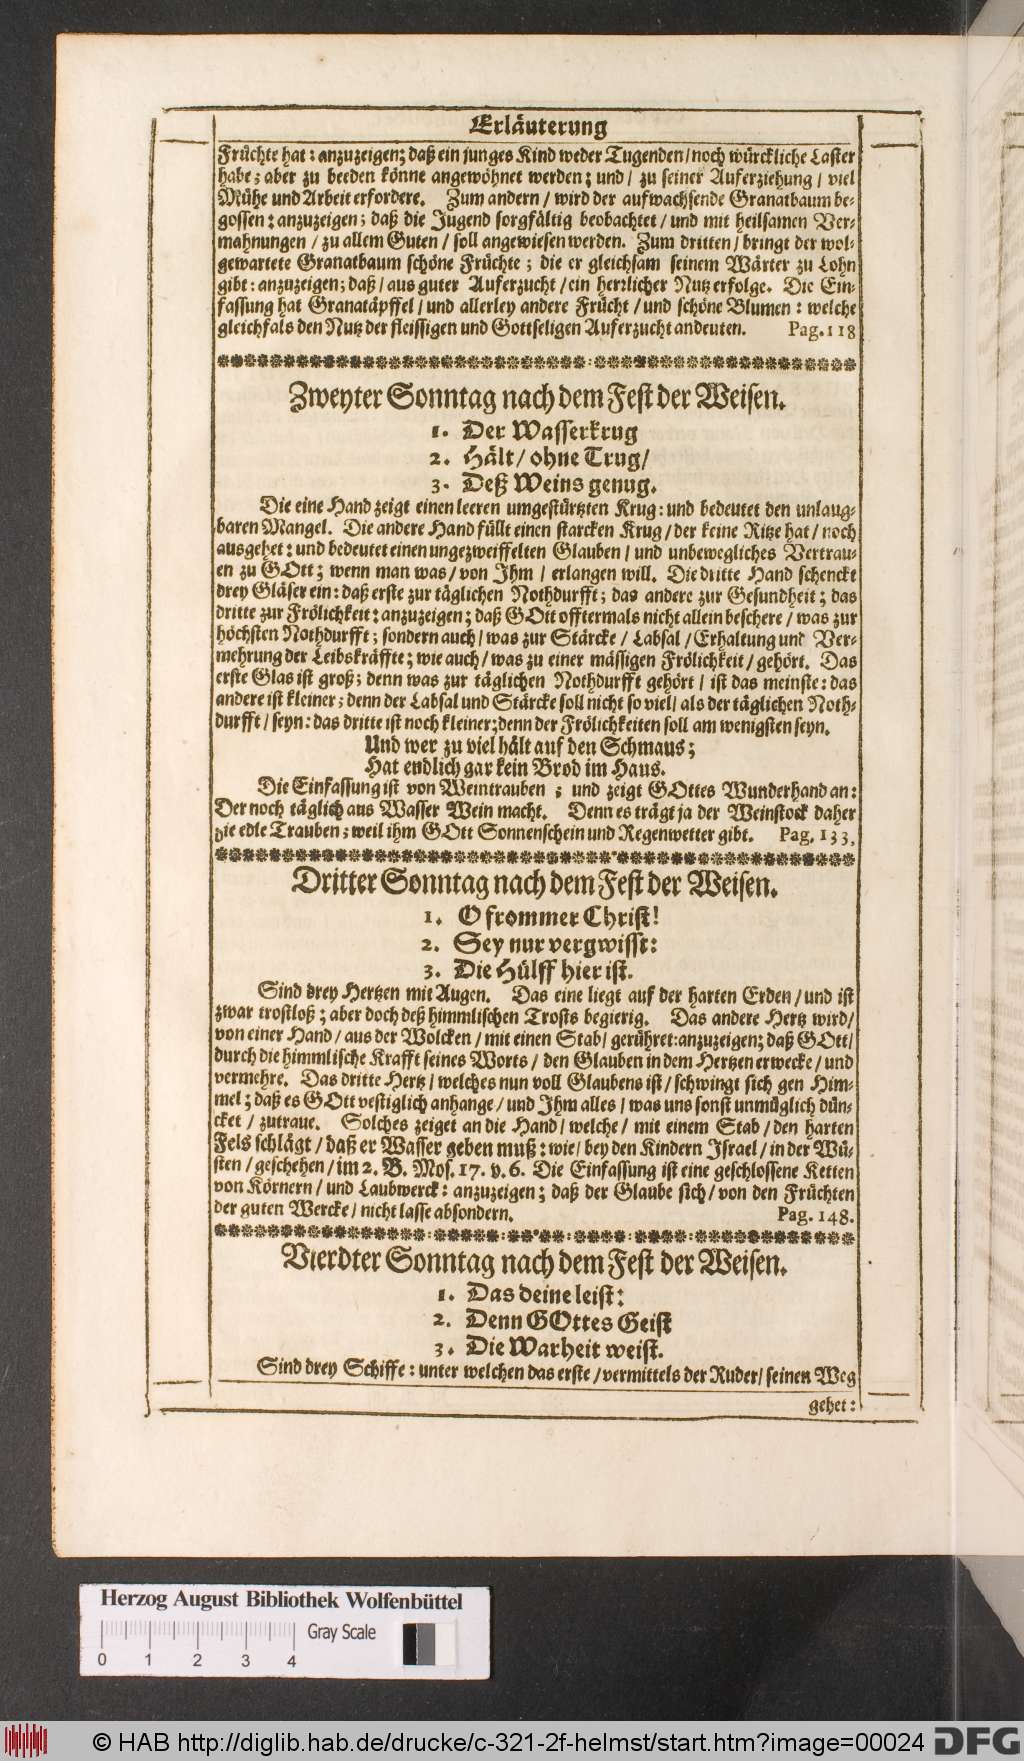 Erläuterung
Früchte hat: anzuzeigen; daß ein junges Kind weder Tugenden/ noch würckliche Laster
habe; aber zu beeden könne angewöhnet werden; und/ zu seiner Auferziehung/ viel
Mühe und Arbeit erfordere. Zum andern/ wird der aufwachsende Granatbaum be-
gossen: anzuzeigen; daß die Jugend sorgfältig beobachtet/ und mit heilsamen Ver-
mahnungen/ zu allem Guten/ soll angewiesen werden. Zum dritten/ bringt der wol-
gewartete Granatbaum schöne Früchte; die er gleichsam seinem Wärter zu Lohn
gibt: anzuzeigen; daß/ aus guter Auferzucht/ ein herrlicher Nutz erfolge. Die Ein-
fassung hat Granatäpffel/ und allerley andere Frücht/ und schöne Blumen: welche
gleichfals den Nutz der fleissigen und Gottseligen Auferzucht andeuten. Pag. 118
Zweyter Sonntag nach dem Fest der Weisen.
1. Der Wasserkrug
2. Hält/ ohne Trug/
3. Deß Weins genug.
Die eine Hand zeigt einen leeren umgestürtzten Krug: und bedeutet den unlaug-
baren Mangel. Die andere Hand füllt einen starcken Krug/ der keine Ritze hat/ noch
ausgehet: und bedeutet einen ungezweiffelten Glauben/ und unbewegliches Vertrau-
en zu GOtt; wenn man was/ von Ihm/ erlangen will. Die dritte Hand schenckt
drey Gläser ein: daß erste zur täglichen Nothdurfft; das andere zur Gesundheit; das
dritte zur Frölichkeit: anzuzeigen; daß GOtt offtermals nicht allein beschere/ was zur
höchsten Nothdurfft; sondern auch/ was zur Stärcke/ Labsal/ Erhaltung und Ver-
mehrung der Leibskräffte; wie auch/ was zu einer mässigen Frölichkeit/ gehört. Das
erste Glas ist groß; denn was zur täglichen Nothdurfft gehört/ ist das meinste: das
andere ist kleiner; denn der Labsal und Stärcke soll nicht so viel/ als der täglichen Noth-
durfft/ seyn: das dritte ist noch kleiner; denn der Frölichkeiten soll am wenigsten seyn.
Und wer zu viel hält auf den Schmaus;
Hat endlich gar kein Brod im Haus.
Die Einfassung ist von Weintrauben; und zeigt GOttes Wunderhand an:
Der noch täglich aus Wasser Wein macht. Denn es trägt ja der Weinstock daher
die edle Trauben; weil ihm GOtt Sonnenschein und Regenwetter gibt. Pag. 133,
Dritter Sonntag nach dem Fest der Weisen.
1. O frommer Christ!
2. Sey nur vergwisst:
3. Die Hülff hier ist.
Sind drey Hertzen mit Augen. Das eine liegt auf der harten Erden/ und ist
zwar trostloß; aber doch deß himmlischen Trosts begierig. Das andere Hertz wird/
von einer Hand/ aus der Wolcken/ mit einen Stab/ gerühret: anzuzeigen; daß GOtt/
durch die himmlische Krafft seines Worts/ den Glauben in dem Hertzen erwecke/ und
vermehre. Das dritte Hertz/ welches nun voll Glaubens ist/ schwingt sich gen Him-
mel; daß es GOtt vestiglich anhange/ und Ihm alles/ was uns sonst unmüglich dün-
cket/ zutraue. Solches zeiget an die Hand/ welche/ mit einem Stab/ den harten
Fels schlägt/ daß er Wasser geben muß: wie/ bey den Kindern Israel/ in der Wü-
sten/ geschehen/ im 2. B. Mos. 17. v. 6. Die Einfassung ist eine geschlossene Ketten
von Körnern/ und Laubwerck: anzuzeigen; daß der Glaube sich/ von den Früchten
der guten Wercke/ nicht lasse absondern. Pag. 148.
Vierdter Sonntag nach dem Fest der Weisen.
1. Das deine leist:
2. Denn GOttes Geist
3. Die Warheit weist.
Sind drey Schiffe: unter welchen das erste/ vermittels der Ruder/ seinen Weg
gehet:
Herzog August Bibliothek Wolfenbüttel
Gray Scale
0 1 2 3 4
© HAB http://diglib.hab.de/drucke/c-321-2f-helmst/start.htm?image=00024 DFG